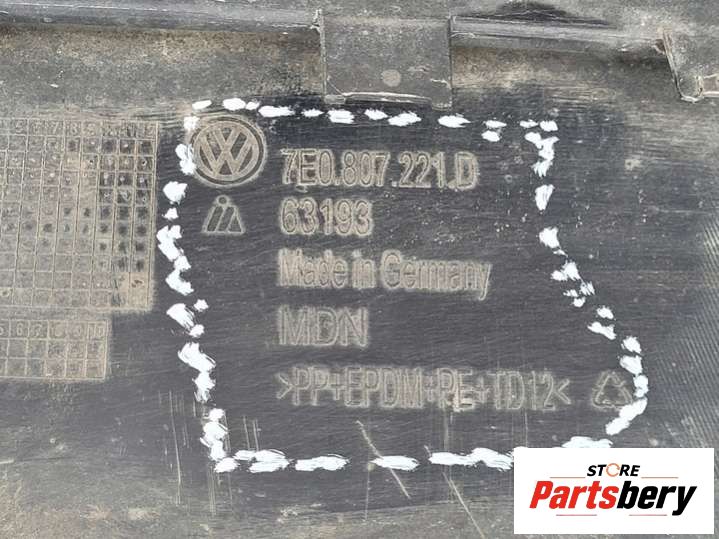 7E0.807.221.D
63193
Made in Germany
MDN
>PP+EPDM+PE+TD12<
STORE
Partsbery